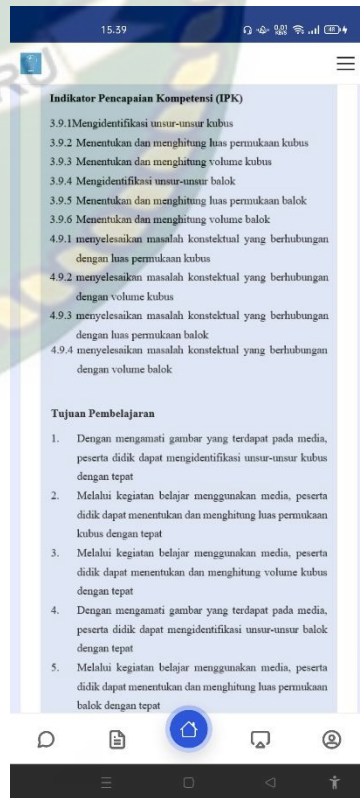 15.39
0,01 KB/S
48
RU
Indikator Pencapaian Kompetensi (IPK)
3.9.1Mengidentifikasi unsur-unsur kubus
3.9.2 Menentukan dan menghitung luas permukaan kubus
3.9.3 Menentukan dan menghitung volume kubus
3.9.4 Mengidentifikasi unsur-unsur balok
3.9.5 Menentukan dan menghitung luas permukaan balok
3.9.6 Menentukan dan menghitung volume balok
4.9.1 menyelesaikan masalah konstektual yang berhubungan
dengan luas permukaan kubus
4.9.2 menyelesaikan masalah konstektual yang berhubungan
dengan volume kubus
4.9.3 menyelesaikan masalah konstektual yang berhubungan
dengan luas permukaan balok
4.9.4 menyelesaikan masalah konstektual yang berhubungan
dengan volume balok
Tujuan Pembelajaran
1. Dengan mengamati gambar yang terdapat pada media,
peserta didik dapat mengidentifikasi unsur-unsur kubus
dengan tepat
2. Melalui kegiatan belajar menggunakan media, peserta
didik dapat menentukan dan menghitung luas permukaan
kubus dengan tepat
3. Melalui kegiatan belajar menggunakan media, peserta
didik dapat menentukan dan menghitung volume kubus
dengan tepat
4. Dengan mengamati gambar yang terdapat pada media,
peserta didik dapat mengidentifikasi unsur-unsur balok
dengan tepat
5. Melalui kegiatan belajar menggunakan media, peserta
didik dapat menentukan dan menghitung luas permukaan
balok dengan tepat